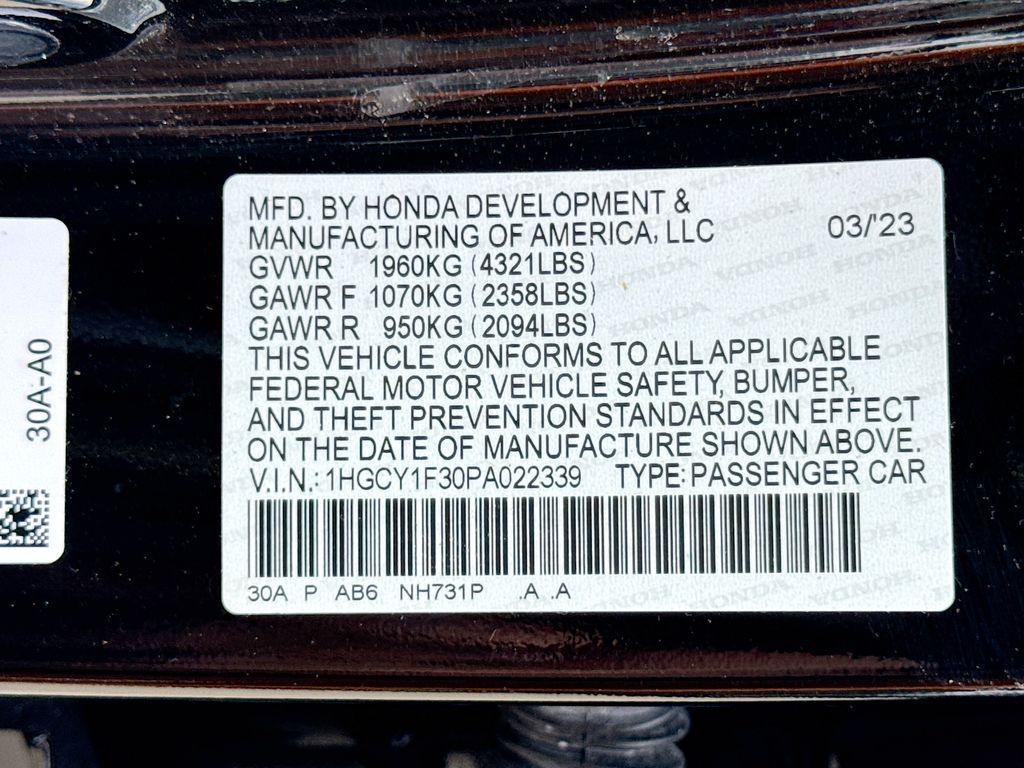 MFD. BY HONDA DEVELOPMENT &
MANUFACTURING OF AMERICA, LLC 03/'23
GVWR 1960KG (4321LBS)
GAWR F 1070KG (2358LBS)
GAWR R 950KG (2094LBS)
THIS VEHICLE CONFORMS TO ALL APPLICABLE
FEDERAL MOTOR VEHICLE SAFETY, BUMPER,
AND THEFT PREVENTION STANDARDS IN EFFECT
ON THE DATE OF MANUFACTURE SHOWN ABOVE.
V.I.N.: 1HGCY1F30PA022339 TYPE: PASSENGER CAR
30A P AB6 NH731P .A .A
30A-A0